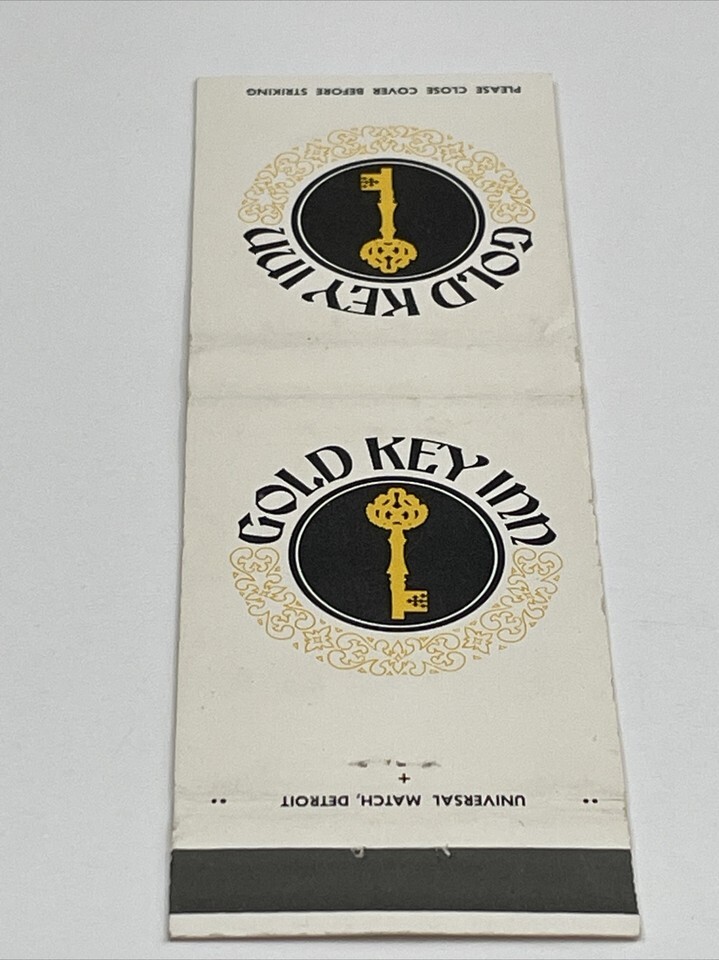 PLEASE CLOSE COVER BEFORE STRIKING
GOLD KEY INN
GOLD KEY INN
UNIVERSAL MATCH, DETROIT